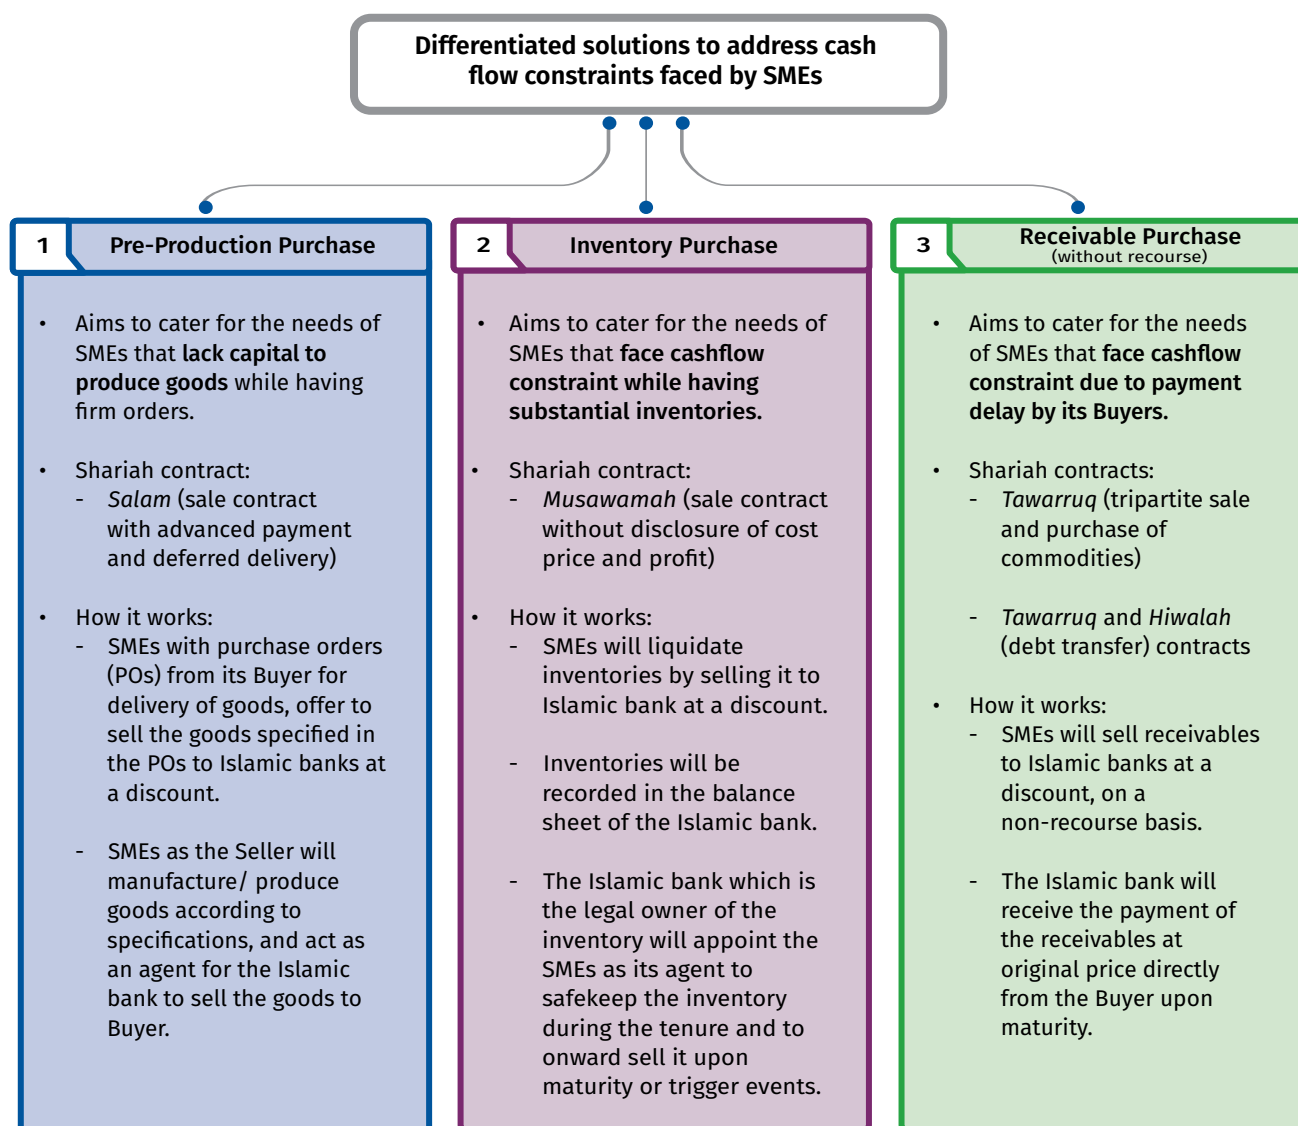 Differentiated solutions to address cash
flow constraints faced by SMEs
1
Pre-Production Purchase
• Aims to cater for the needs of
SMEs that lack capital to
produce goods while having
firm orders.
• Shariah contract:
- Salam (sale contract
with advanced payment
and deferred delivery)
• How it works:
- SMEs with purchase orders
(POs) from its Buyer for
delivery of goods, offer to
sell the goods specified in
the POs to Islamic banks at
a discount.
- SMEs as the Seller will
manufacture/ produce
goods according to
specifications, and act as
an agent for the Islamic
bank to sell the goods to
Buyer.
2
Inventory Purchase
• Aims to cater for the needs of
SMEs that face cashflow
constraint while having
substantial inventories.
• Shariah contract:
- Musawamah (sale contract
without disclosure of cost
price and profit)
• How it works:
- SMEs will liquidate
inventories by selling it to
Islamic bank at a discount.
- Inventories will be
recorded in the balance
sheet of the Islamic bank.
- The Islamic bank which is
the legal owner of the
inventory will appoint the
SMEs as its agent to
safekeep the inventory
during the tenure and to
onward sell it upon
maturity or trigger events.
3
Receivable Purchase
(without recourse)
• Aims to cater for the needs
of SMEs that face cashflow
constraint due to payment
delay by its Buyers.
• Shariah contracts:
- Tawarruq (tripartite sale
and purchase of
commodities)
- Tawarruq and Hiwalah
(debt transfer) contracts
• How it works:
- SMEs will sell receivables
to Islamic banks at a
discount, on a
non-recourse basis.
- The Islamic bank will
receive the payment of
the receivables at
original price directly
from the Buyer upon
maturity.